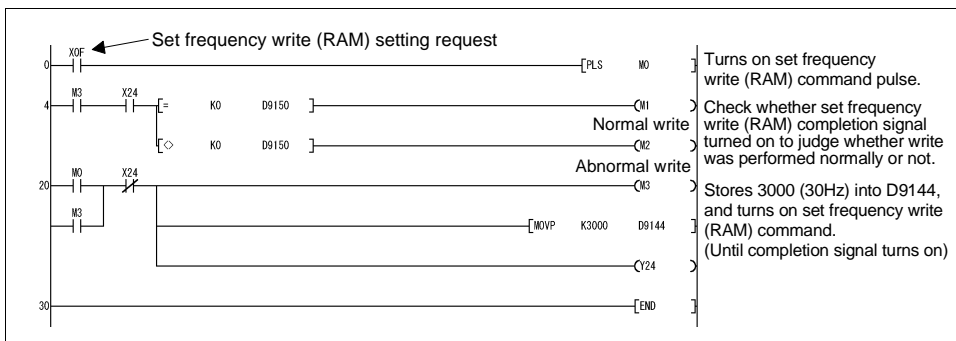 Set frequency write (RAM) setting request
X0F
0 [PLS M0 ]
Turns on set frequency
write (RAM) command pulse.
M3 X24
4 [= K0 D9150 ] (M1 )
Normal write
[<> K0 D9150 ] (M2 )
Abnormal write
Check whether set frequency
write (RAM) completion signal
turned on to judge whether write
was performed normally or not.
M0 X24
20 (M3 )
M3
[MOVP K3000 D9144 ]
(Y24 )
Stores 3000 (30Hz) into D9144,
and turns on set frequency write
(RAM) command.
(Until completion signal turns on)
30 [END ]